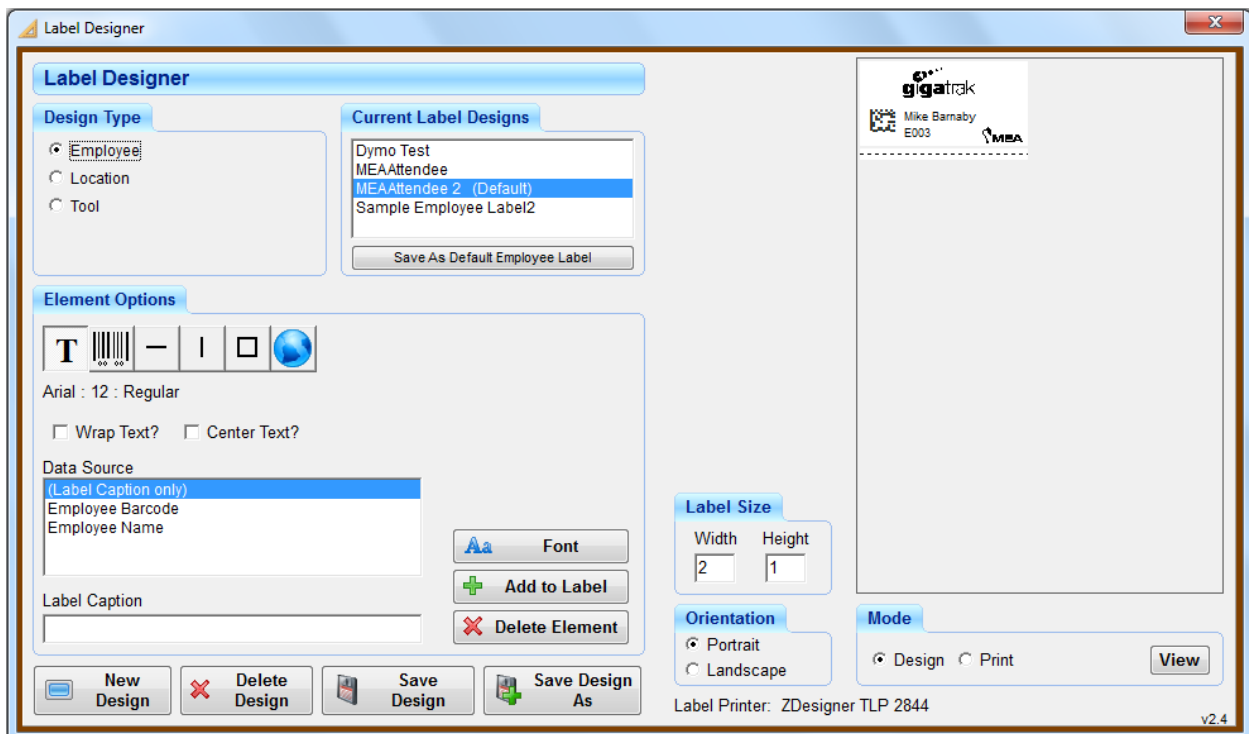 Label Designer
X
Label Designer
Design Type
Employee
Location
Tool
Current Label Designs
Dymo Test
MEAAttendee
MEAAttendee 2 (Default)
Sample Employee Label2
Save As Default Employee Label
Element Options
T
Arial : 12 : Regular
Wrap Text?
Center Text?
Data Source
(Label Caption only)
Employee Barcode
Employee Name
Aa Font
Add to Label
Delete Element
Label Caption
New Design
Delete Design
Save Design
Save Design As
gigatrak
Mike Barnaby
E003
MEA
Label Size
Width Height
2 1
Orientation
Portrait
Landscape
Mode
Design Print
View
Label Printer: ZDesigner TLP 2844
v2.4